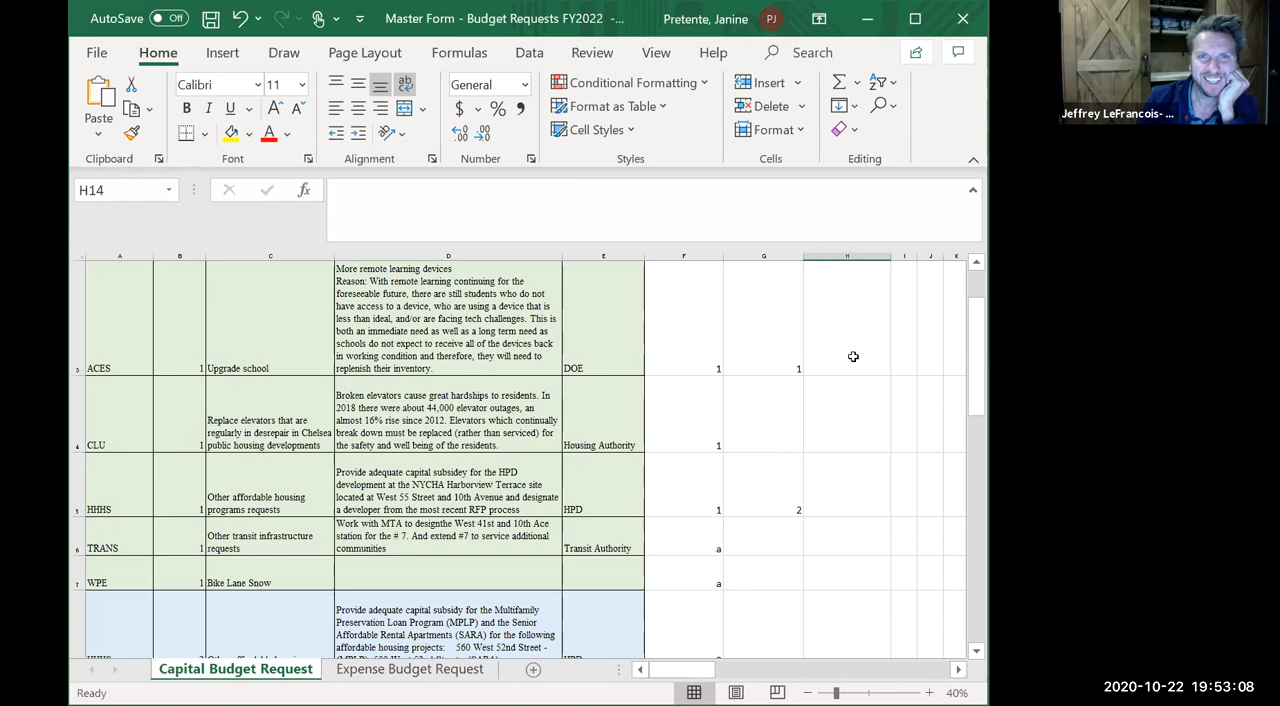 AutoSave Off Master Form - Budget Requests FY2022 -... Pretente, Janine PJ
File Home Insert Draw Page Layout Formulas Data Review View Help Search
Calibri 11 General Conditional Formatting Insert
Paste B I U $ % 9 Format as Table Delete
Cell Styles Format
Clipboard Font Alignment Number Styles Cells Editing
H14 fx
A B C D E F G H I J K
More remote learning devices
Reason: With remote learning continuing for the
foreseeable future, there are still students who do not
have access to a device, who are using a device that is
less than ideal, and/or are facing tech challenges. This is
both an immediate need as well as a long term need as
schools do not expect to receive all of the devices back
in working condition and therefore, they will need to
3 ACES 1 Upgrade school replenish their inventory. DOE 1 1
Broken elevators cause great hardships to residents. In
2018 there were about 44,000 elevator outages, an
Replace elevators that are almost 16% rise since 2012. Elevators which continually
regularly in desrepair in Chelsea break down must be replaced (rather than serviced) for
4 CLU 1 public housing developments the safety and well being of the residents. Housing Authority 1
Provide adequate capital subsidey for the HPD
development at the NYCHA Harborview Terrace site
Other affordable housing located at West 55 Street and 10th Avenue and designate
5 HHHS 1 programs requests a developer from the most recent RFP process HPD 1 2
Work with MTA to designthe West 41st and 10th Ace
Other transit infrastructure station for the # 7. And extend #7 to service additional
6 TRANS 1 requests communities Transit Authority a
7 WPE 1 Bike Lane Snow a
Provide adequate capital subsidy for the Multifamily
Preservation Loan Program (MPLP) and the Senior
Affordable Rental Apartments (SARA) for the following
affordable housing projects: 560 West 52nd Street -
Capital Budget Request Expense Budget Request
Ready 40%
Jeffrey LeFrancois- ...
2020-10-22 19:53:08